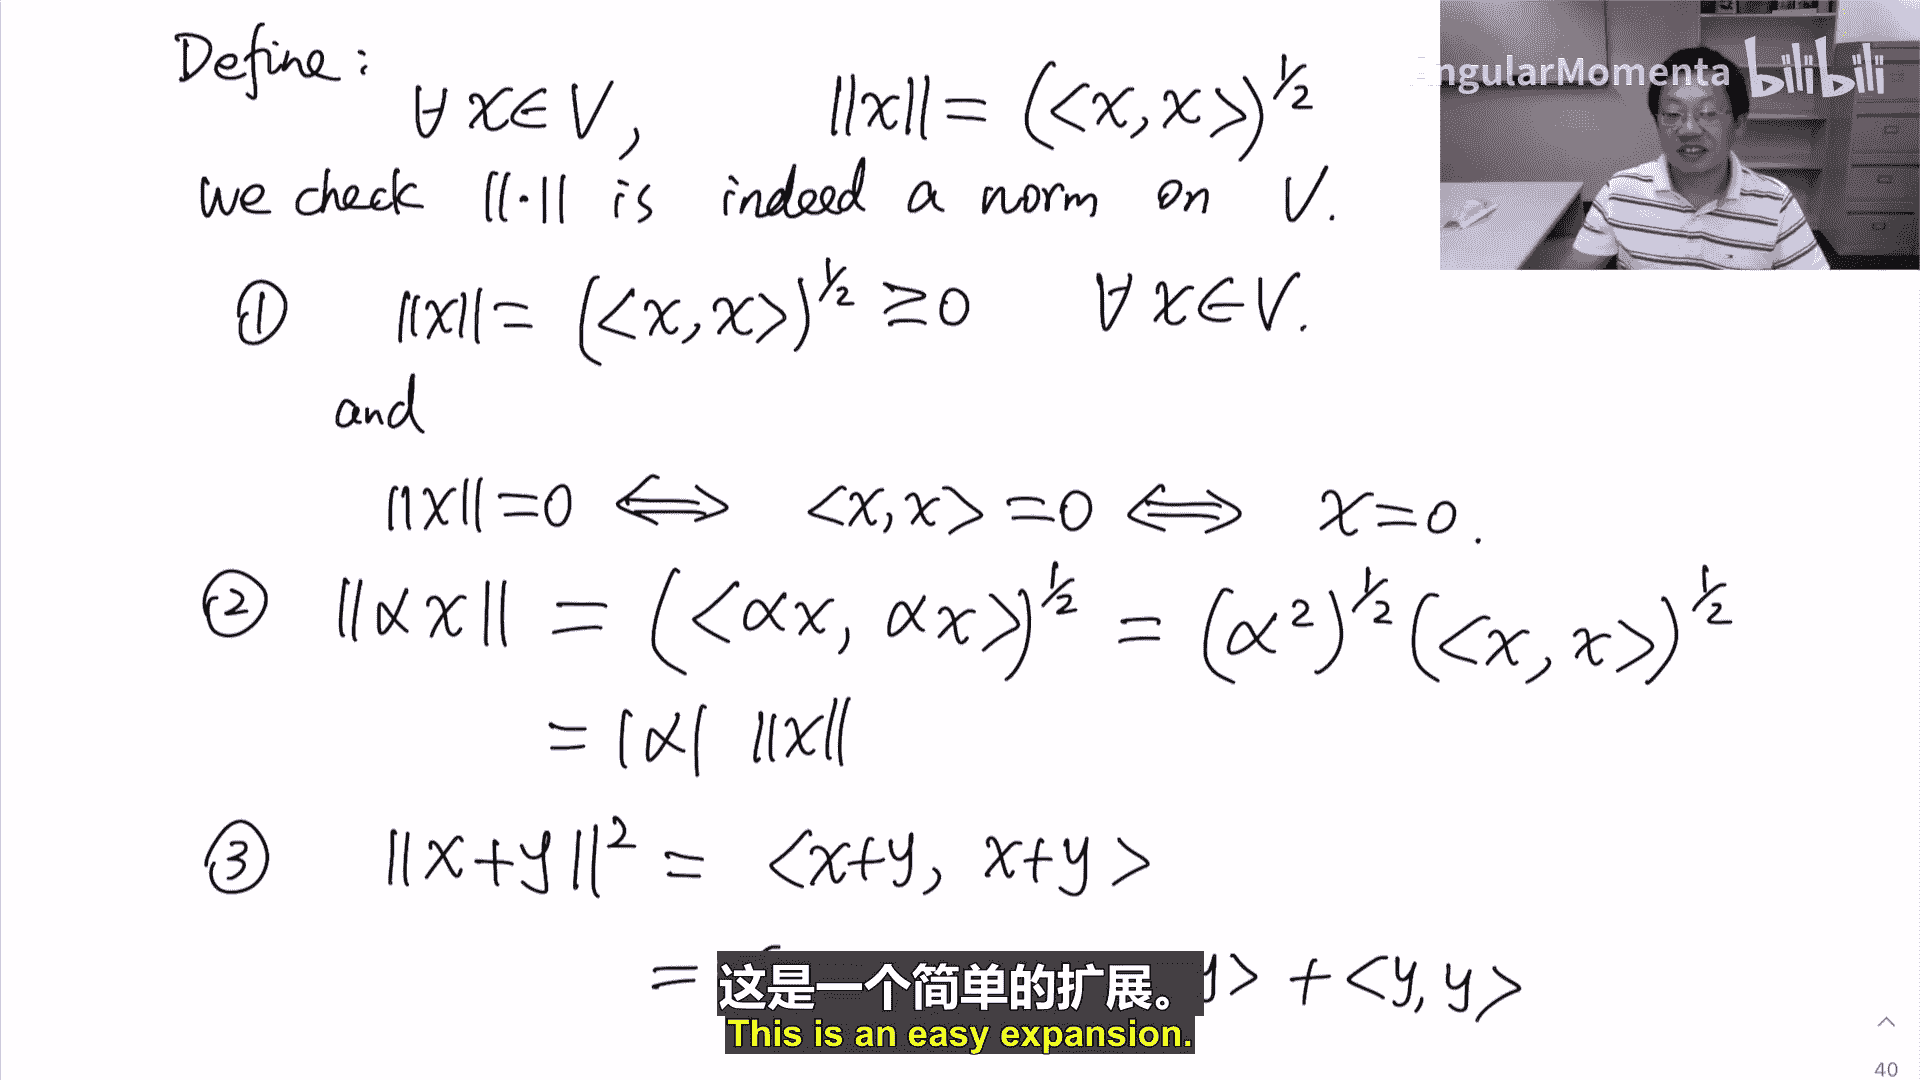 Define:
∀ x∈V, ||x|| = (<x, x>)^½
we check ||·|| is indeed a norm on V.
① ||x|| = (<x, x>)^½ ≥ 0 ∀ x∈V.
and
||x|| = 0 ⟺ <x, x> = 0 ⟺ x = 0.
② ||αx|| = (<αx, αx>)^½ = (α²)^½ (<x, x>)^½
= |α| ||x||
③ ||x+y||² = <x+y, x+y>
= y> + <y, y>
这是一个简单的扩展。
This is an easy expansion.
ngularMomenta bilibili
40